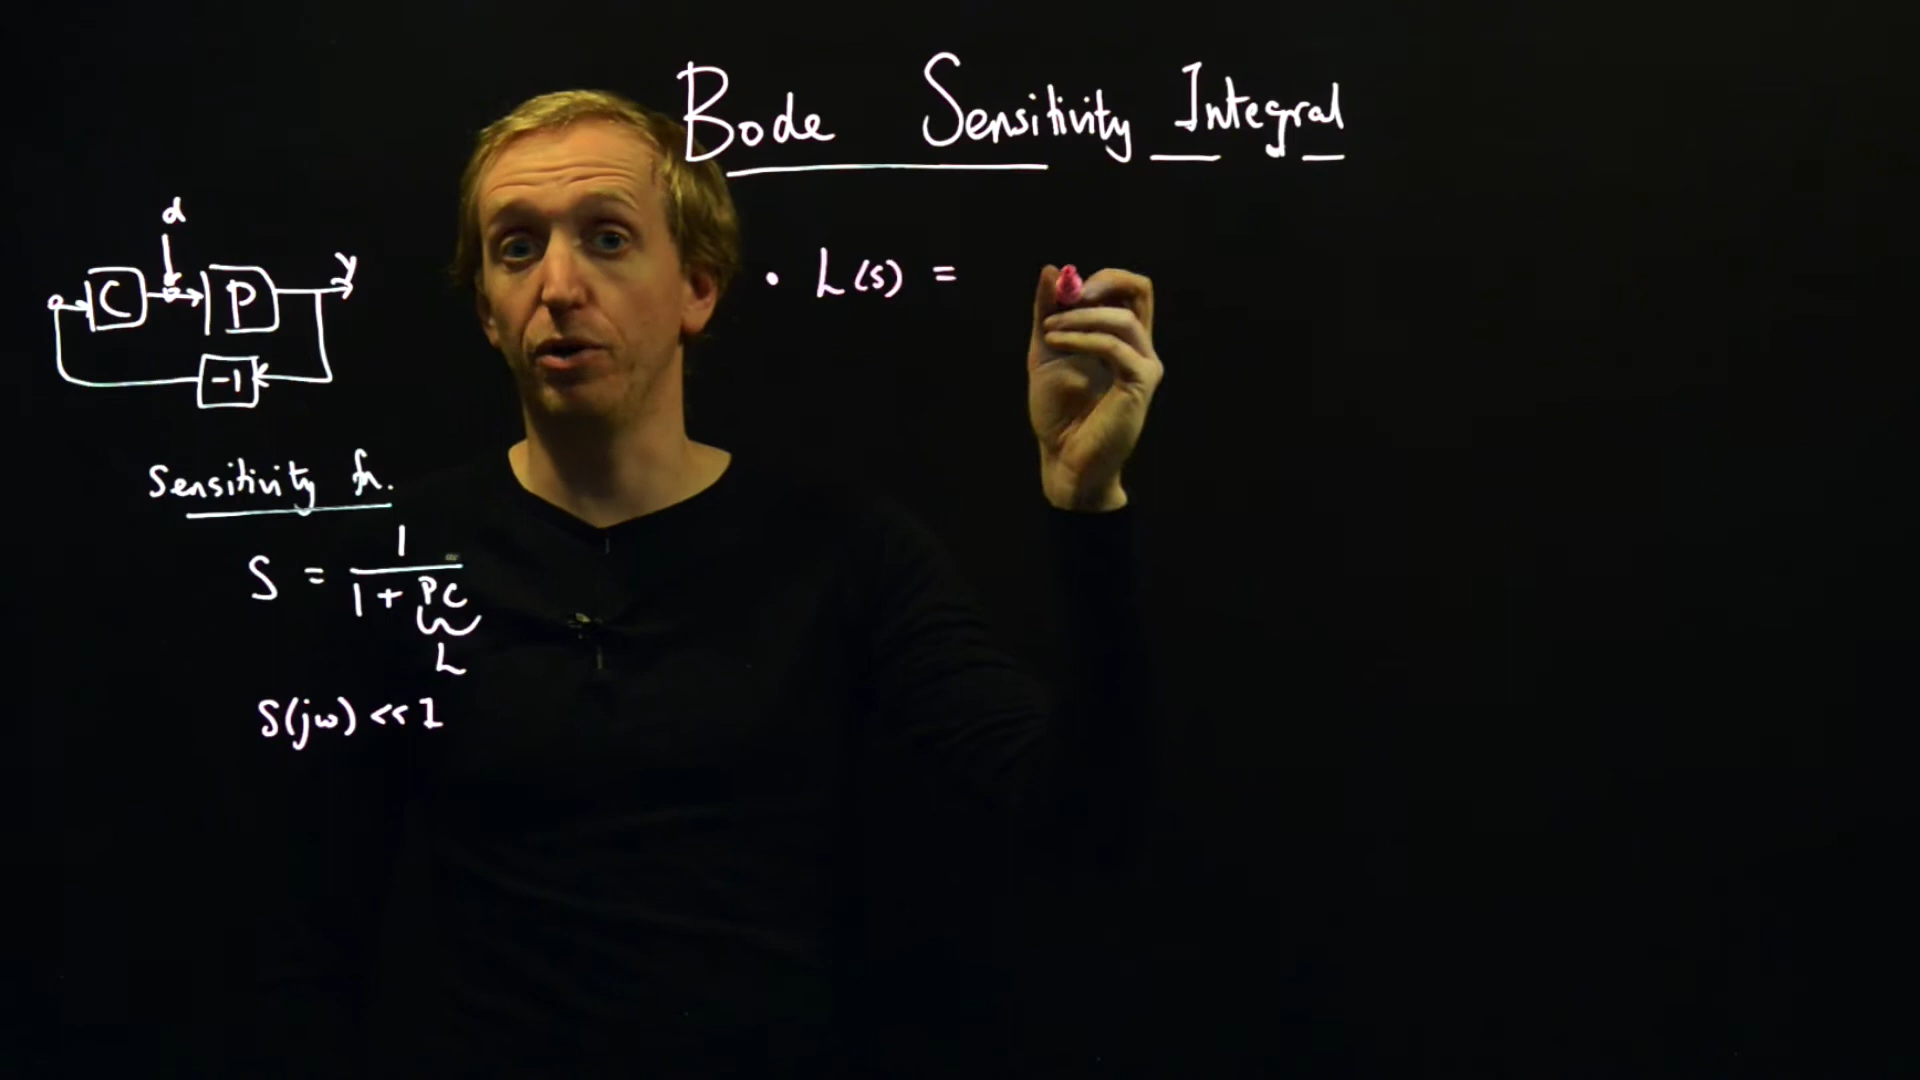 Bode Sensitivity Integral
d
C P y
-1
Sensitivity fn.
S = 1 / 1 + PC
L
S(jω) << 1
· L(s) =